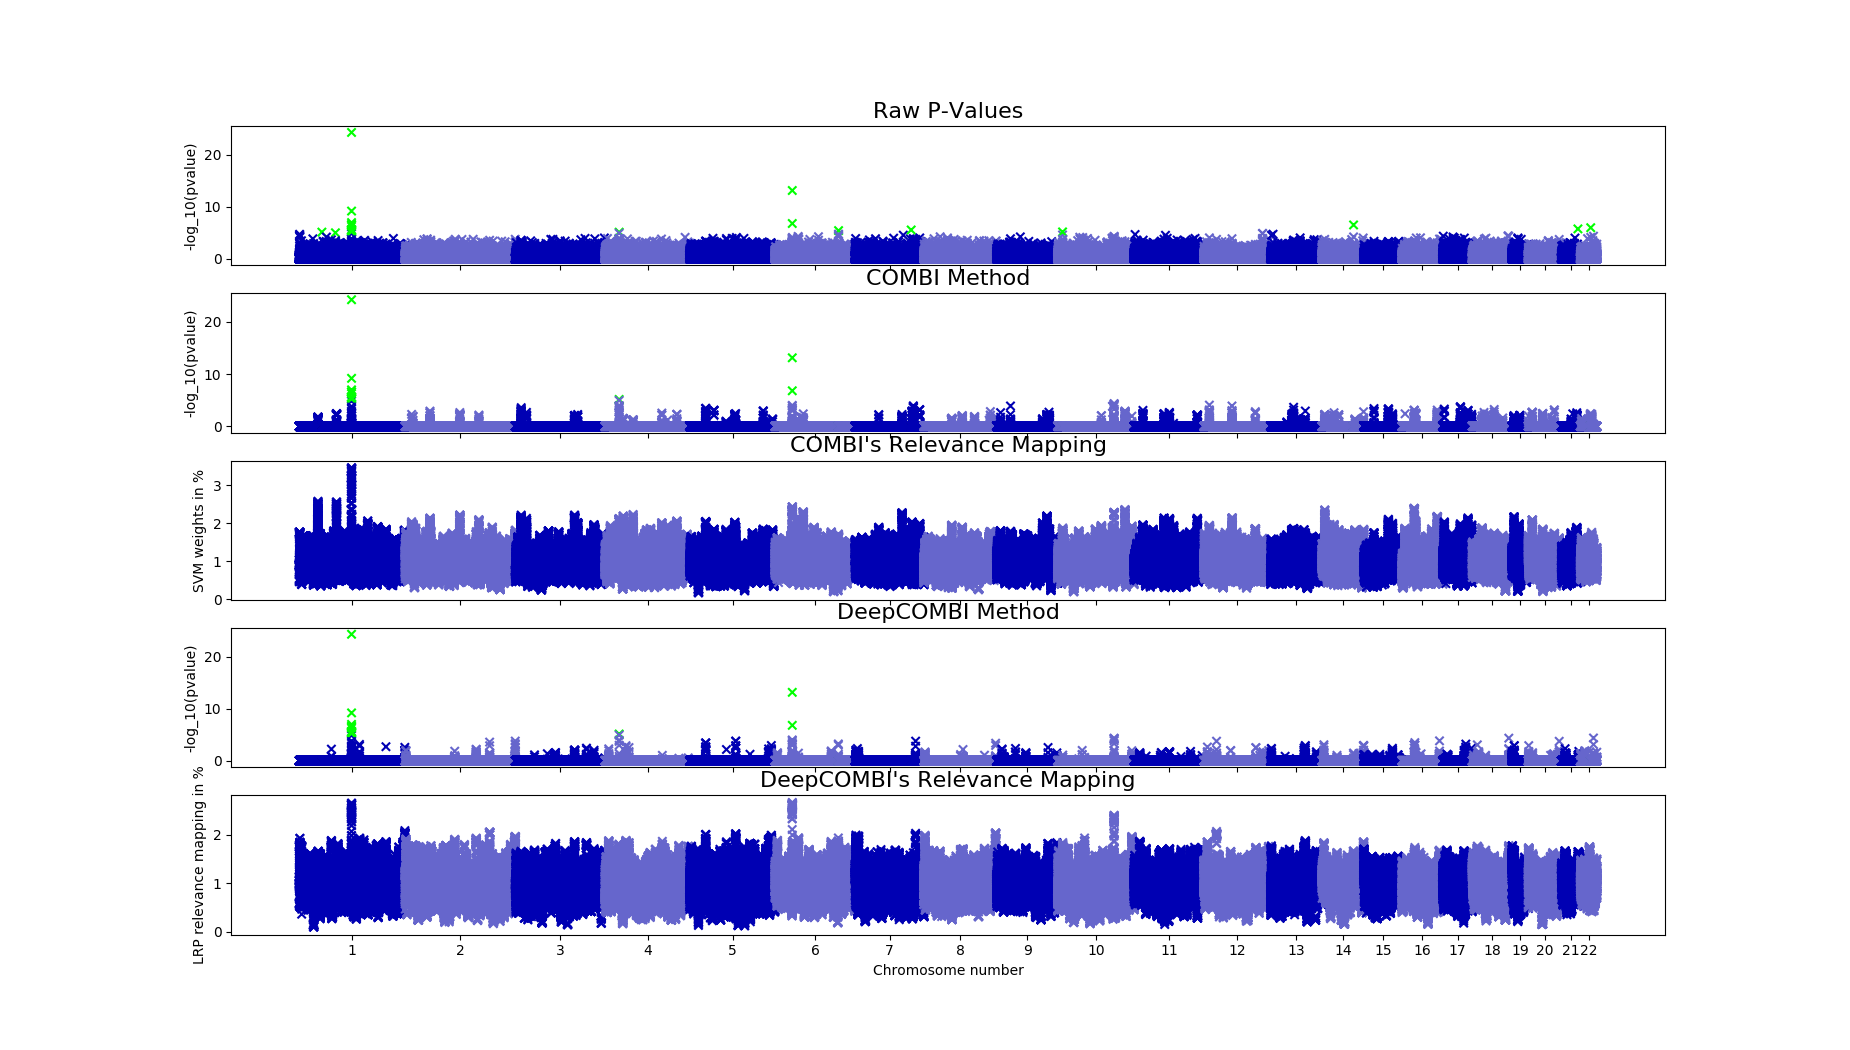 Raw P-Values
-log_10(pvalue)
20
10
0
COMBI Method
-log_10(pvalue)
20
10
0
COMBI's Relevance Mapping
SVM weights in %
3
2
1
0
DeepCOMBI Method
-log_10(pvalue)
20
10
0
DeepCOMBI's Relevance Mapping
LRP relevance mapping in %
2
1
0
1 2 3 4 5 6 7 8 9 10 11 12 13 14 15 16 17 18 19 20 21 22
Chromosome number